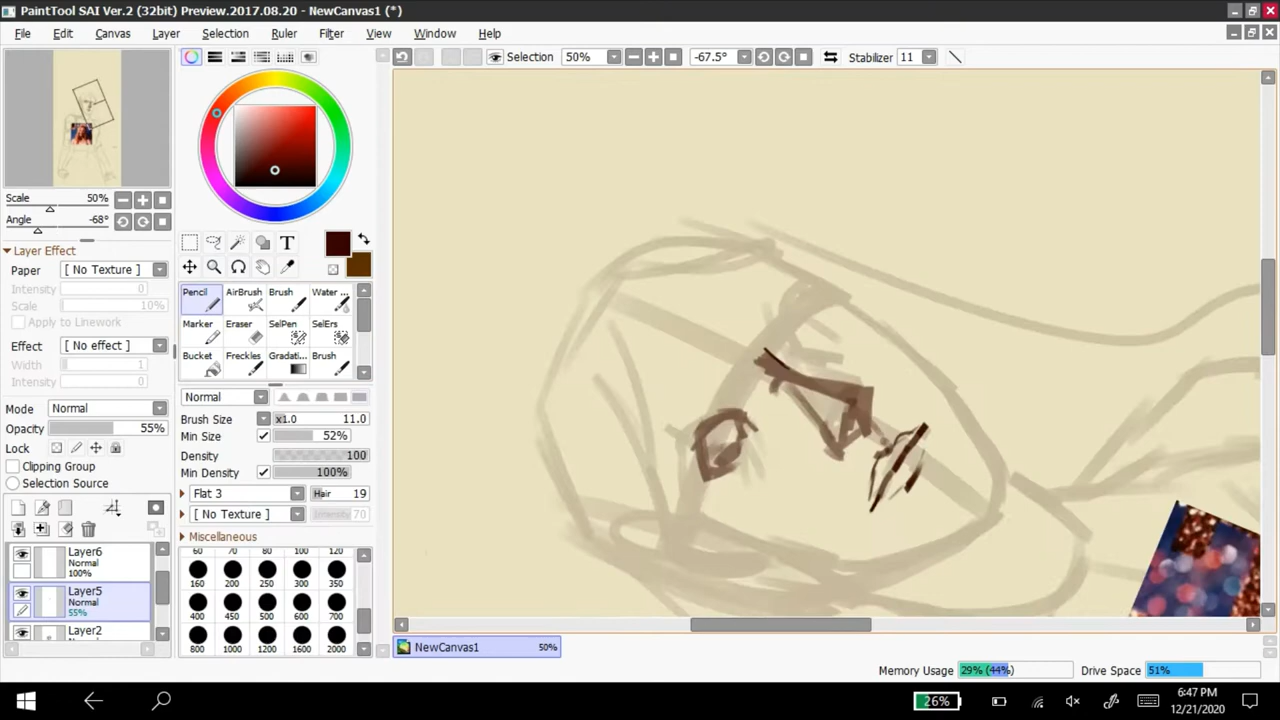 PaintTool SAI Ver.2 (32bit) Preview.2017.08.20 - NewCanvas1 (*)
File Edit Canvas Layer Selection Ruler Filter View Window Help
Selection 50% -67.5° Stabilizer 11
Scale 50%
Angle -68°
Layer Effect
Paper [ No Texture ]
Intensity 0
Scale 10%
Apply to Linework
Effect [ No effect ]
Width 1
Intensity
Mode Normal
Opacity 55%
Lock
Clipping Group
Selection Source
Layer6
Normal
100%
Layer5
Normal
55%
Layer2
T
Pencil AirBrush Brush Water ...
Marker Eraser SelPen SelErs
Bucket Freckles Gradati... Brush
Normal
Brush Size x1.0 11.0
Min Size 52%
Density 100
Min Density 100%
Flat 3 Hair 19
[ No Texture ] Intensity 70
Miscellaneous
60 70 80 100 120
160 200 250 300 350
400 450 500 600 700
800 1000 1200 1600 2000
NewCanvas1 50%
Memory Usage 29% (44%) Drive Space 51%
26%
6:47 PM
12/21/2020